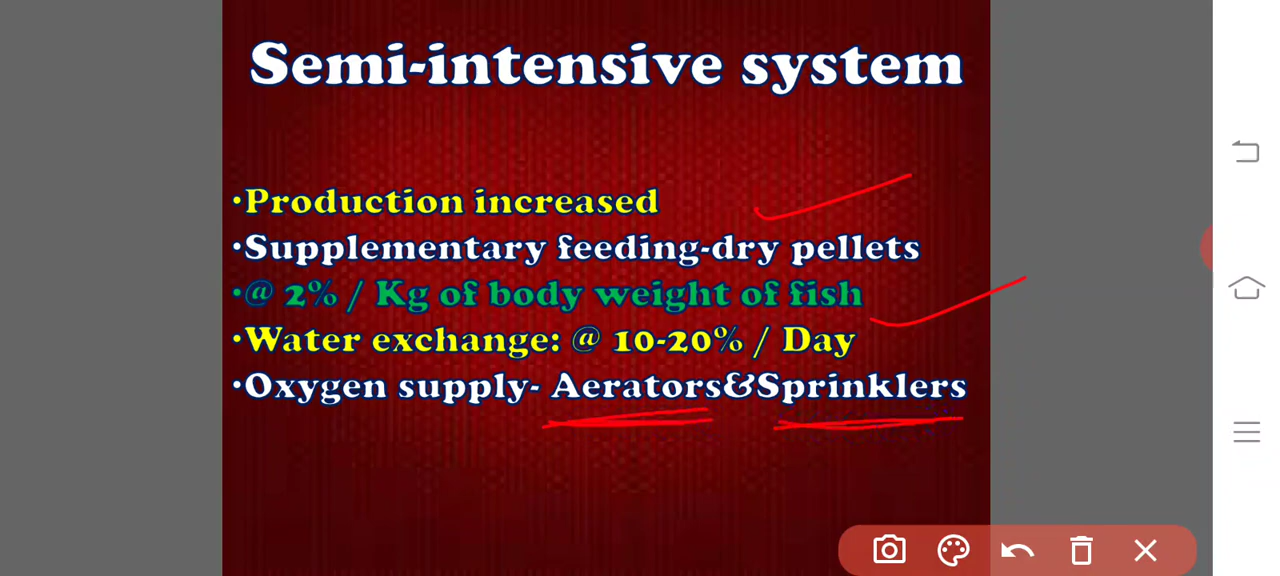 Semi-intensive system
•Production increased
•Supplementary feeding-dry pellets
•@ 2% / Kg of body weight of fish
•Water exchange: @ 10-20% / Day
•Oxygen supply- Aerators&Sprinklers